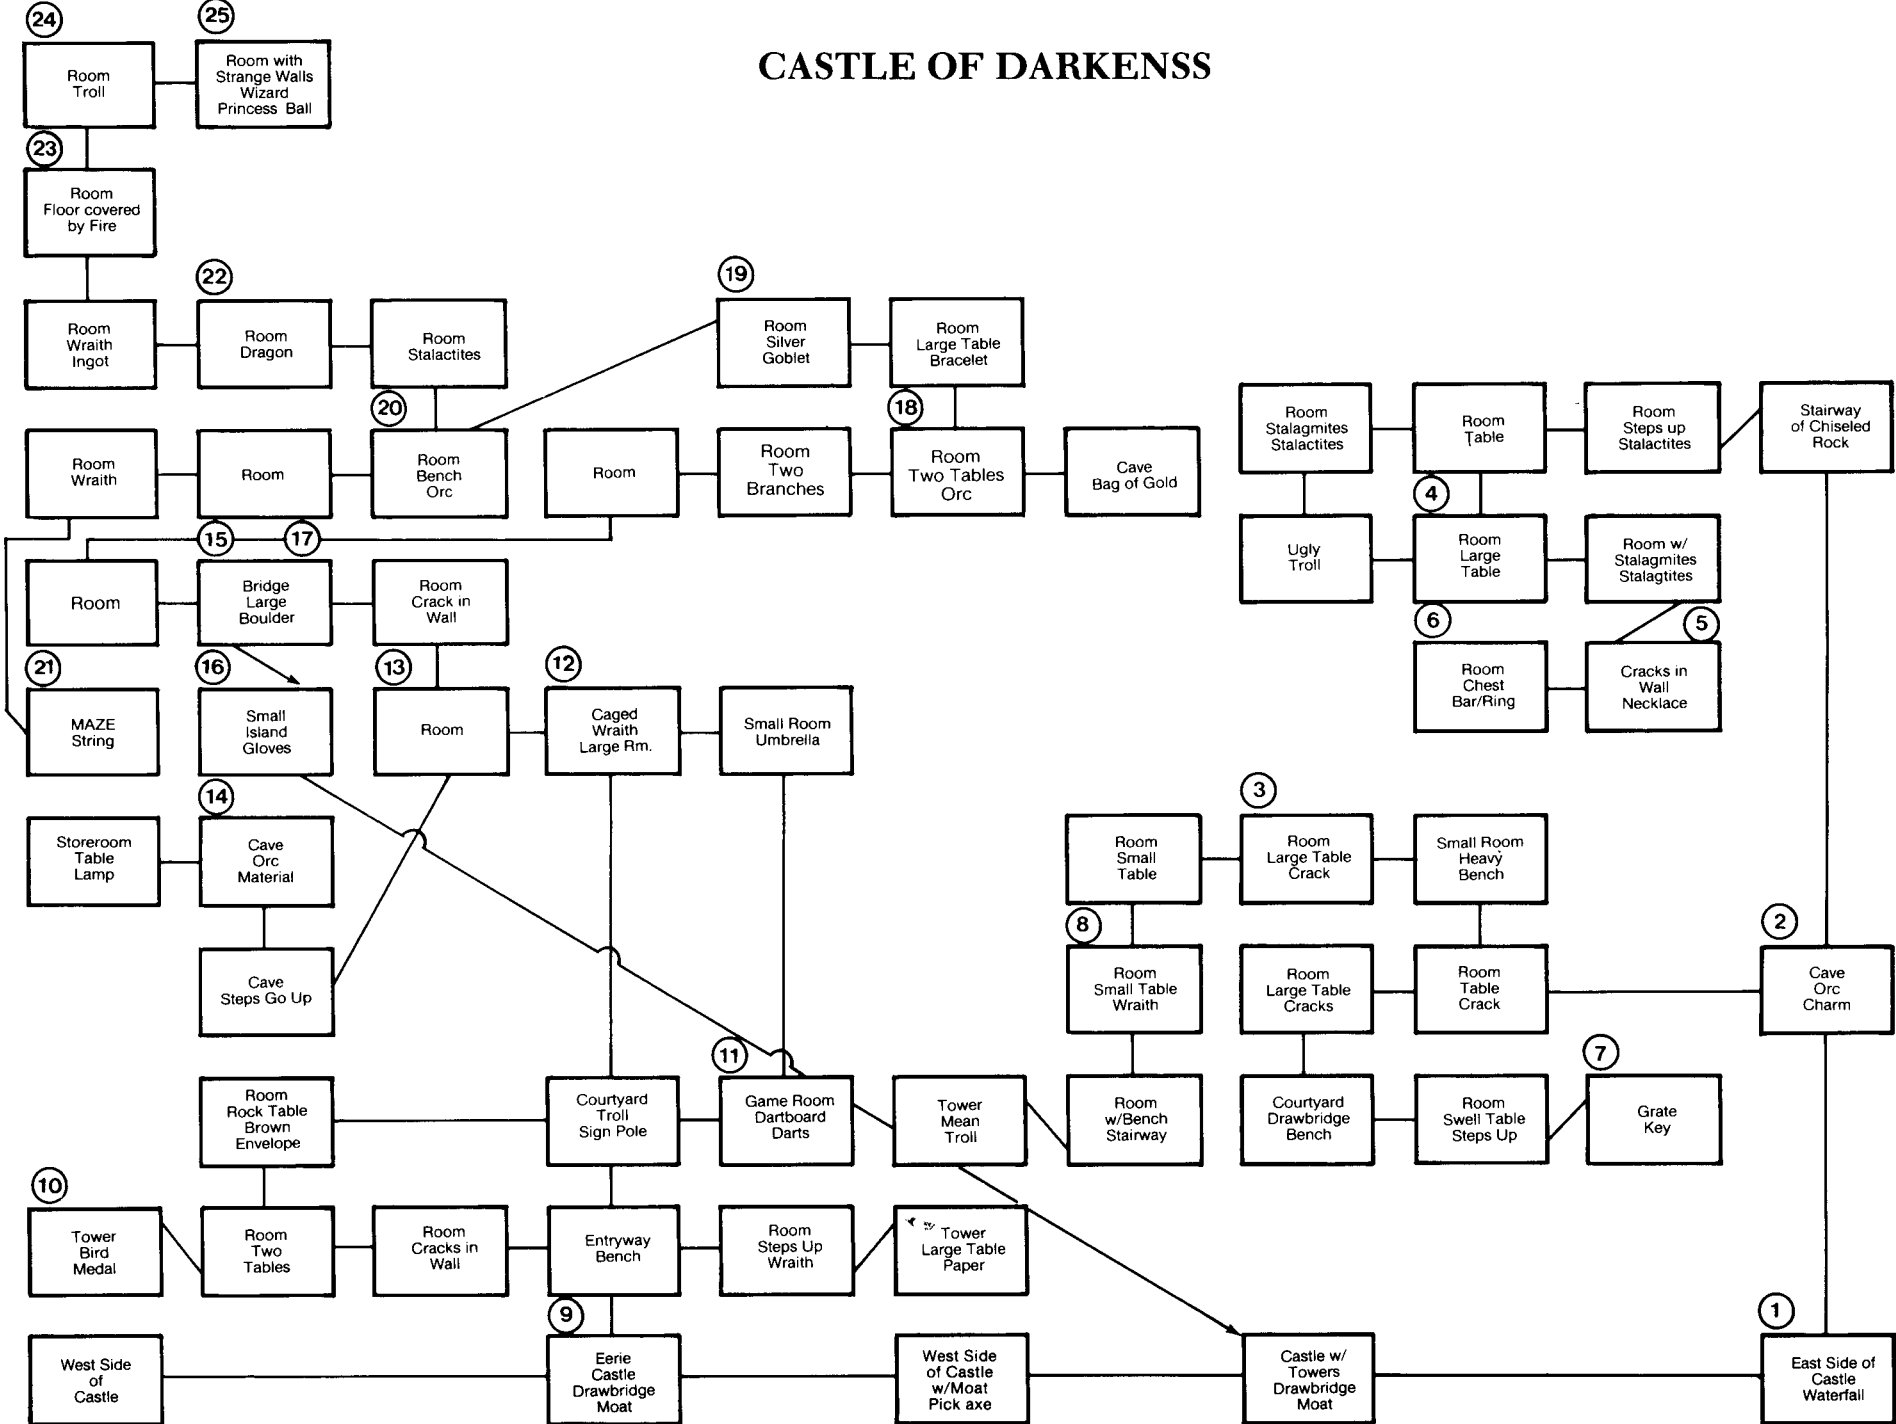 CASTLE OF DARKENSS
24
Room
Troll
25
Room with
Strange Walls
Wizard
Princess Ball
23
Room
Floor covered
by Fire
Room
Wraith
Ingot
22
Room
Dragon
Room
Stalactites
19
Room
Silver
Goblet
Room
Large Table
Bracelet
Room
Stalagmites
Stalactites
Room
Table
Room
Steps up
Stalactites
Stairway
of Chiseled
Rock
Room
Wraith
Room
20
Room
Bench
Orc
Room
Room
Two
Branches
18
Room
Two Tables
Orc
Cave
Bag of Gold
Ugly
Troll
4
Room
Large
Table
Room w/
Stalagmites
Stalagtites
Room
15
17
Bridge
Large
Boulder
Room
Crack in
Wall
6
Room
Chest
Bar/Ring
5
Cracks in
Wall
Necklace
21
MAZE
String
16
Small
Island
Gloves
13
Room
12
Caged
Wraith
Large Rm.
Small Room
Umbrella
Storeroom
Table
Lamp
14
Cave
Orc
Material
Room
Small
Table
3
Room
Large Table
Crack
Small Room
Heavy
Bench
Cave
Steps Go Up
8
Room
Small Table
Wraith
Room
Large Table
Cracks
Room
Table
Crack
2
Cave
Orc
Charm
Room
Rock Table
Brown
Envelope
Courtyard
Troll
Sign Pole
11
Game Room
Dartboard
Darts
Tower
Mean
Troll
Room
w/Bench
Stairway
Courtyard
Drawbridge
Bench
Room
Swell Table
Steps Up
7
Grate
Key
10
Tower
Bird
Medal
Room
Two
Tables
Room
Cracks in
Wall
Entryway
Bench
Room
Steps Up
Wraith
Tower
Large Table
Paper
West Side
of
Castle
9
Eerie
Castle
Drawbridge
Moat
West Side
of Castle
w/Moat
Pick axe
Castle w/
Towers
Drawbridge
Moat
1
East Side of
Castle
Waterfall